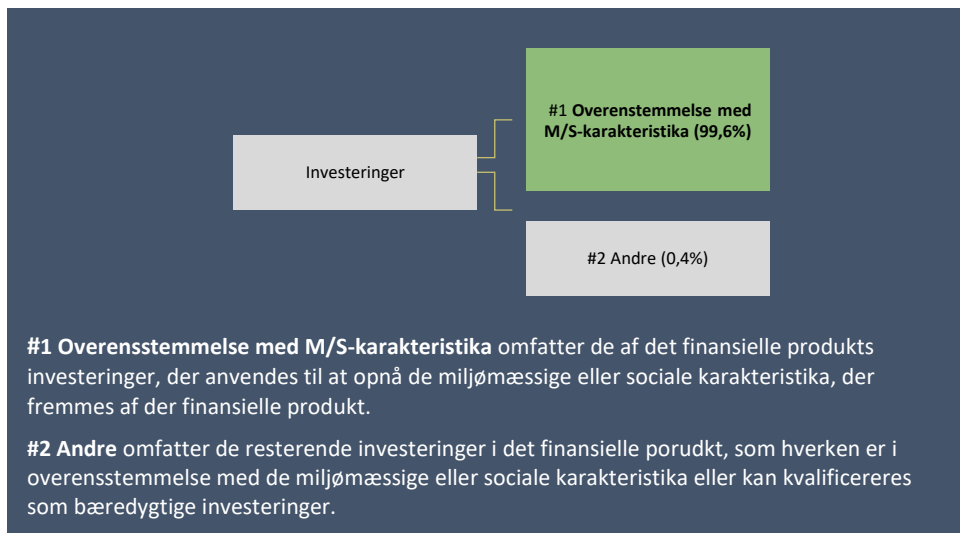 #1 Overenstemmelse med
M/S-karakteristika (99,6%)
Investeringer
#2 Andre (0,4%)
#1 Overensstemmelse med M/S-karakteristika omfatter de af det finansielle produkts
investeringer, der anvendes til at opnå de miljømæssige eller sociale karakteristika, der
fremmes af der finansielle produkt.
#2 Andre omfatter de resterende investeringer i det finansielle porudkt, som hverken er i
overensstemmelse med de miljømæssige eller sociale karakteristika eller kan kvalificereres
som bæredygtige investeringer.